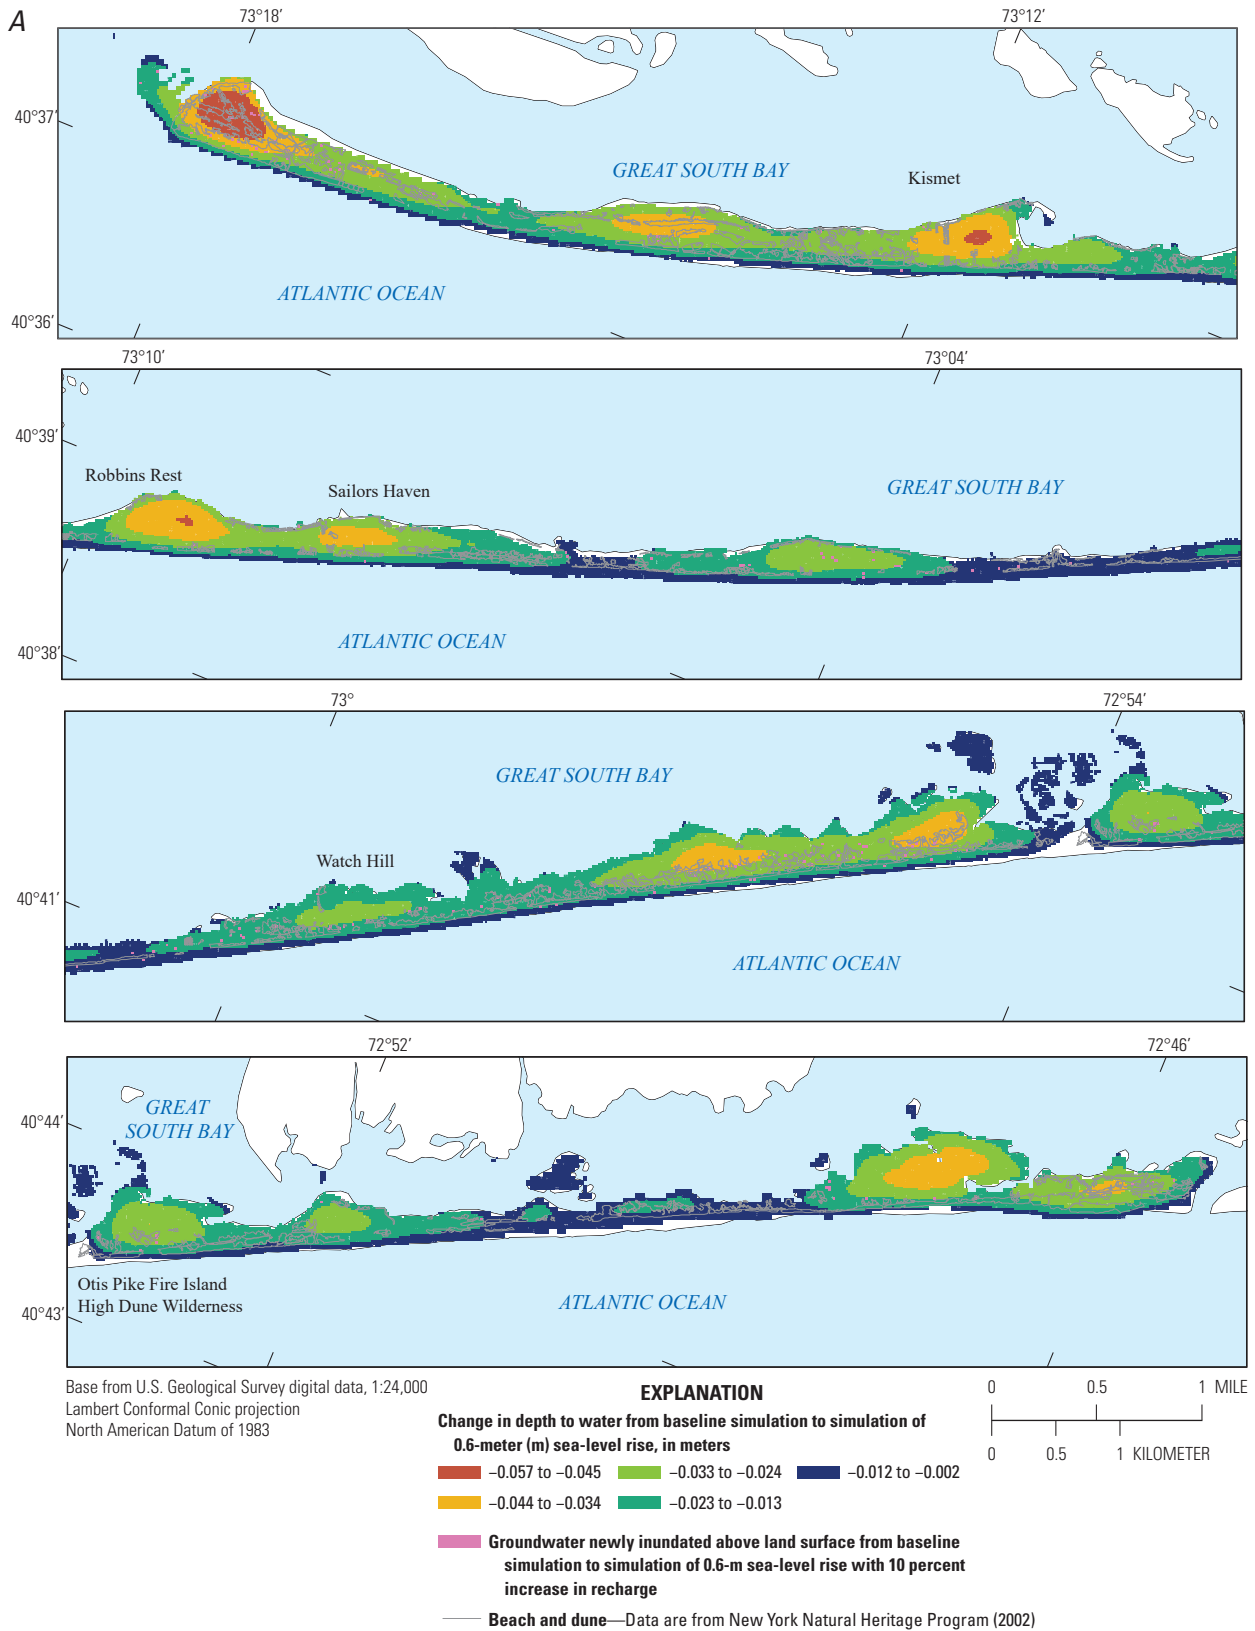 A
73°18′
73°12′
40°37′
GREAT SOUTH BAY
Kismet
ATLANTIC OCEAN
40°36′
73°10′
73°04′
40°39′
Robbins Rest
Sailors Haven
GREAT SOUTH BAY
ATLANTIC OCEAN
40°38′
73°
72°54′
GREAT SOUTH BAY
Watch Hill
40°41′
ATLANTIC OCEAN
72°52′
72°46′
40°44′
GREAT
SOUTH BAY
Otis Pike Fire Island
High Dune Wilderness
40°43′
ATLANTIC OCEAN
Base from U.S. Geological Survey digital data, 1:24,000
Lambert Conformal Conic projection
North American Datum of 1983
EXPLANATION
Change in depth to water from baseline simulation to simulation of
0.6-meter (m) sea-level rise, in meters
−0.057 to −0.045
−0.033 to −0.024
−0.012 to −0.002
−0.044 to −0.034
−0.023 to −0.013
Groundwater newly inundated above land surface from baseline
simulation to simulation of 0.6-m sea-level rise with 10 percent
increase in recharge
Beach and dune—Data are from New York Natural Heritage Program (2002)
0 0.5 1 MILE
0 0.5 1 KILOMETER